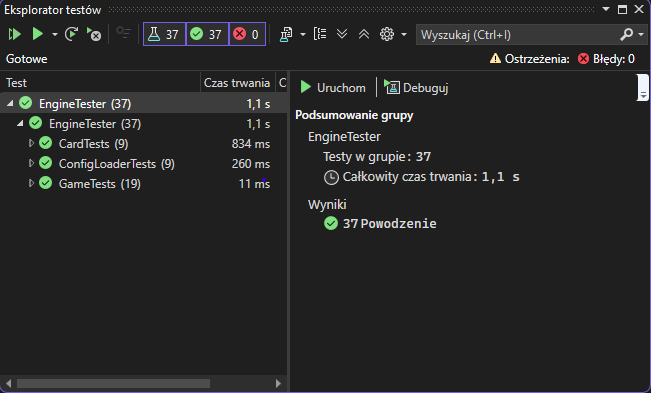 Eksplorator testów
37 37 0
Wyszukaj (Ctrl+I)
Gotowe
Ostrzeżenia: Błędy: 0
Test Czas trwania C
EngineTester (37) 1,1 s
EngineTester (37) 1,1 s
CardTests (9) 834 ms
ConfigLoaderTests (9) 260 ms
GameTests (19) 11 ms
Uruchom Debuguj
Podsumowanie grupy
EngineTester
Testy w grupie: 37
Całkowity czas trwania: 1,1 s
Wyniki
37 Powodzenie